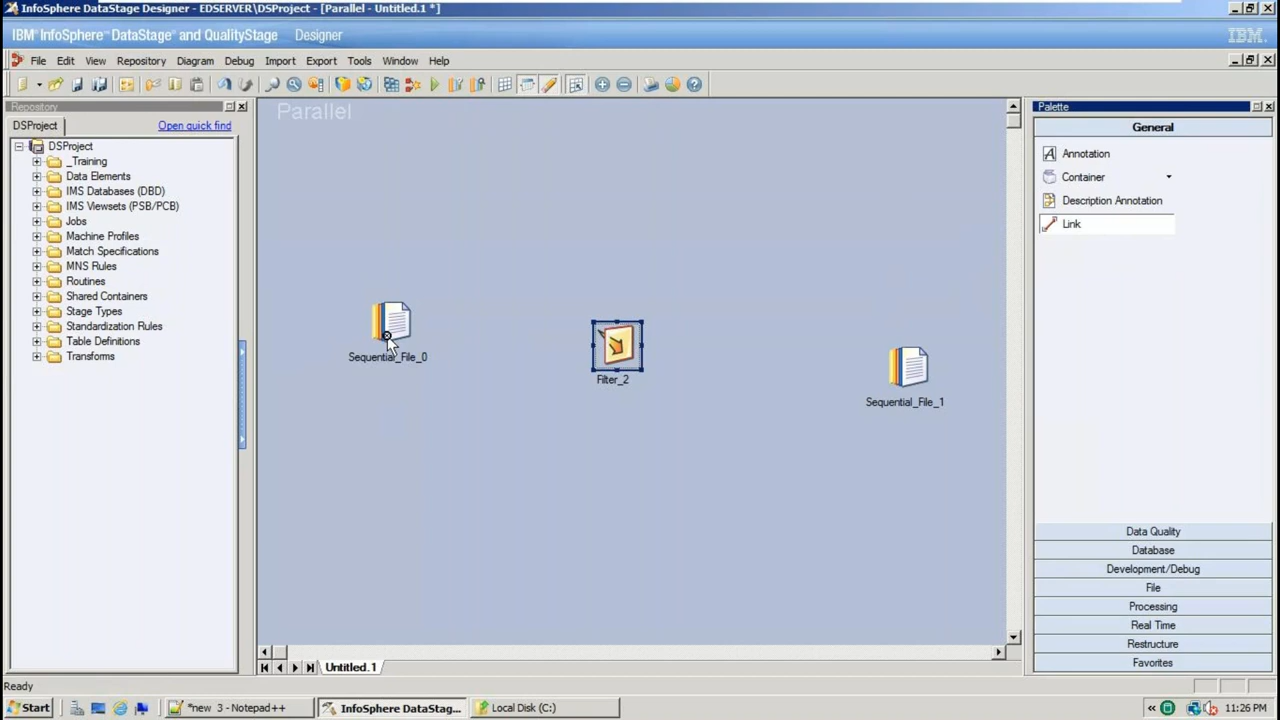 InfoSphere DataStage Designer - EDSERVER\DSProject - [Parallel - Untitled.1 *]
IBM® InfoSphere™ DataStage® and QualityStage Designer
IBM.
File Edit View Repository Diagram Debug Import Export Tools Window Help
Repository
DSProject Open quick find
DSProject
_Training
Data Elements
IMS Databases (DBD)
IMS Viewsets (PSB/PCB)
Jobs
Machine Profiles
Match Specifications
MNS Rules
Routines
Shared Containers
Stage Types
Standardization Rules
Table Definitions
Transforms
Parallel
Sequential_File_0
Filter_2
Sequential_File_1
Untitled.1
Palette
General
Annotation
Container
Description Annotation
Link
Data Quality
Database
Development/Debug
File
Processing
Real Time
Restructure
Favorites
Ready
Start *new 3 - Notepad++ InfoSphere DataStag... Local Disk (C:) « 11:26 PM